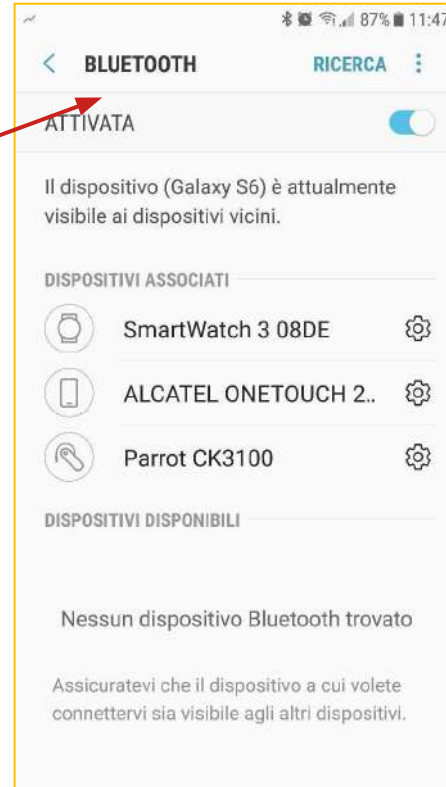 87% 11:47
BLUETOOTH RICERCA
ATTIVATA
Il dispositivo (Galaxy S6) è attualmente
visibile ai dispositivi vicini.
DISPOSITIVI ASSOCIATI
SmartWatch 3 08DE
ALCATEL ONETOUCH 2..
Parrot CK3100
DISPOSITIVI DISPONIBILI
Nessun dispositivo Bluetooth trovato
Assicuratevi che il dispositivo a cui volete
connettervi sia visibile agli altri dispositivi.